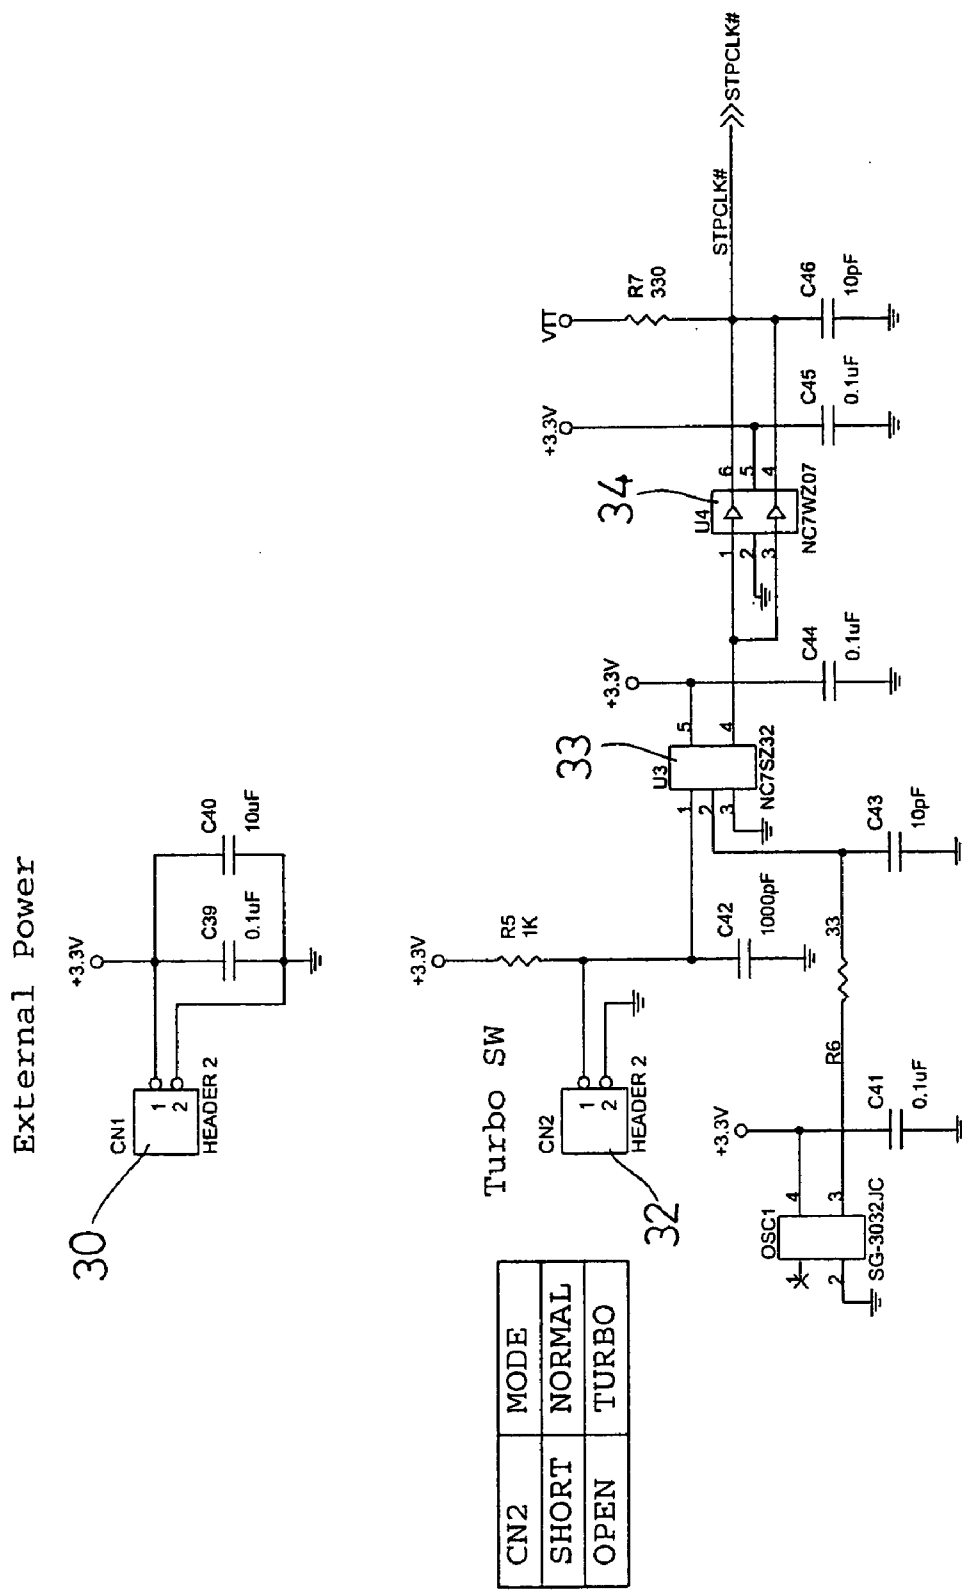 External Power
+3.3V
CN1
1
2
HEADER 2
30
C39
0.1uF
C40
10uF
Turbo SW
+3.3V
R5
1K
CN2
1
2
HEADER 2
32
C42
1000pF
CN2 MODE
SHORT NORMAL
OPEN TURBO
OSC1
1
2
4
3
SG-3032JC
+3.3V
C41
0.1uF
R6
33
C43
10pF
33
U3
1
2
3
5
4
NC7SZ32
+3.3V
C44
0.1uF
34
U4
1
2
3
6
5
4
NC7WZ07
+3.3V
C45
0.1uF
VTT
R7
330
C46
10pF
STPCLK#
STPCLK#